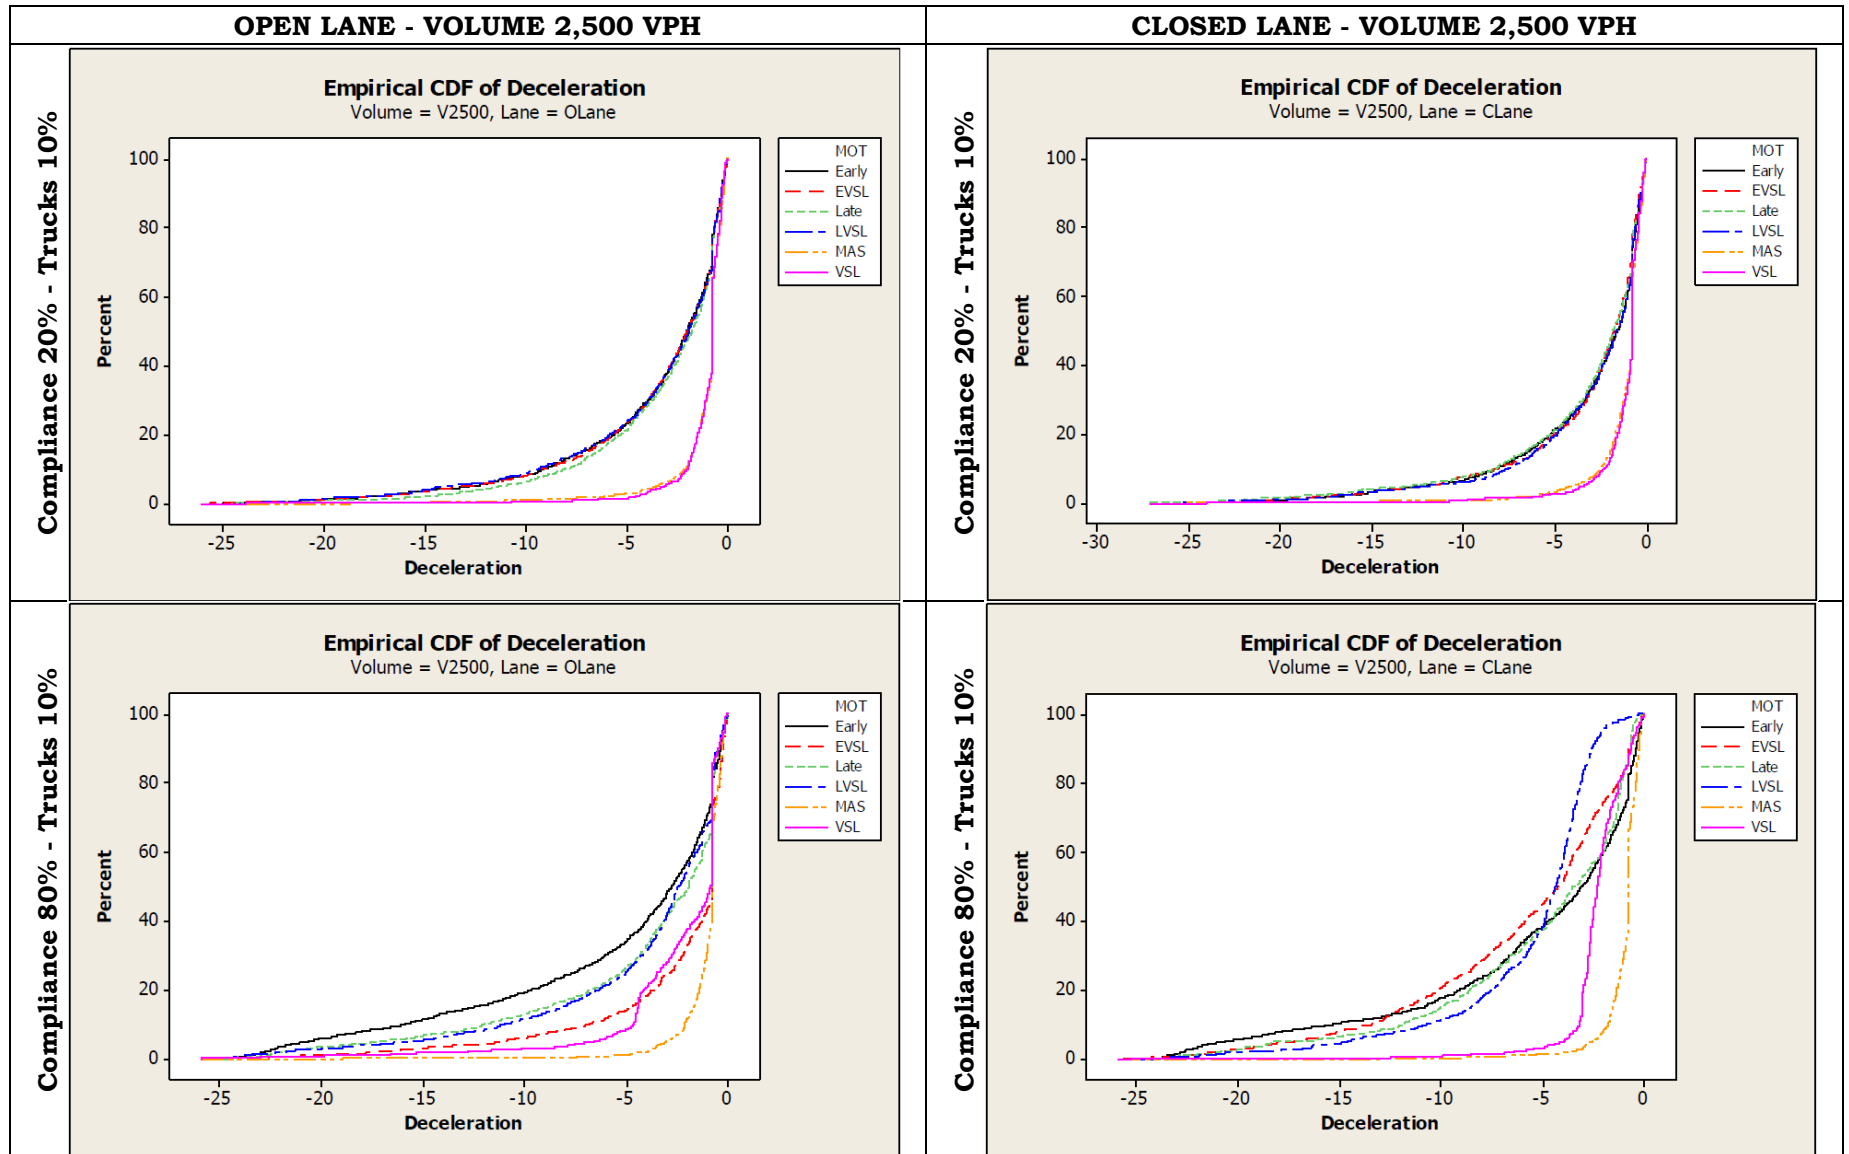 OPEN LANE - VOLUME 2,500 VPH
CLOSED LANE - VOLUME 2,500 VPH
Compliance 20% - Trucks 10%
Empirical CDF of Deceleration
Volume = V2500, Lane = OLane
Percent
100
80
60
40
20
0
-25
-20
-15
-10
-5
0
Deceleration
MOT
Early
EVSL
Late
LVSL
MAS
VSL
Compliance 20% - Trucks 10%
Empirical CDF of Deceleration
Volume = V2500, Lane = CLane
Percent
100
80
60
40
20
0
-30
-25
-20
-15
-10
-5
0
Deceleration
MOT
Early
EVSL
Late
LVSL
MAS
VSL
Compliance 80% - Trucks 10%
Empirical CDF of Deceleration
Volume = V2500, Lane = OLane
Percent
100
80
60
40
20
0
-25
-20
-15
-10
-5
0
Deceleration
MOT
Early
EVSL
Late
LVSL
MAS
VSL
Compliance 80% - Trucks 10%
Empirical CDF of Deceleration
Volume = V2500, Lane = CLane
Percent
100
80
60
40
20
0
-25
-20
-15
-10
-5
0
Deceleration
MOT
Early
EVSL
Late
LVSL
MAS
VSL